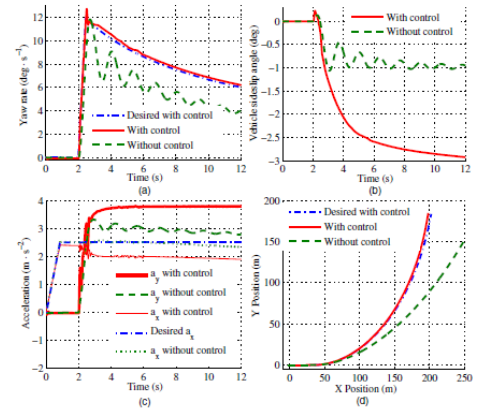 14
12
10
8
6
4
2
0
Yaw rate (deg · s⁻¹)
Desired with control
With control
Without control
0 2 4 6 8 10 12
Time (s)
(a)
0
−0.5
−1
−1.5
−2
−2.5
−3
Vehicle sideslip angle (deg)
With control
Without control
0 2 4 6 8 10 12
Time (s)
(b)
4
3
2
1
0
−1
−2
Acceleration (m · s⁻²)
a_y with control
a_y without control
a_x with control
Desired a_x
a_x without control
0 2 4 6 8 10 12
Time (s)
(c)
200
150
100
50
0
Y Position (m)
Desired with control
With control
Without control
0 50 100 150 200 250
X Position (m)
(d)